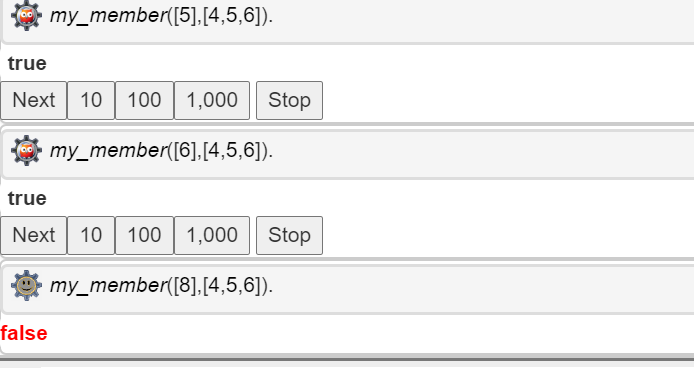 my_member([5],[4,5,6]).
true
Next 10 100 1,000 Stop
my_member([6],[4,5,6]).
true
Next 10 100 1,000 Stop
my_member([8],[4,5,6]).
false